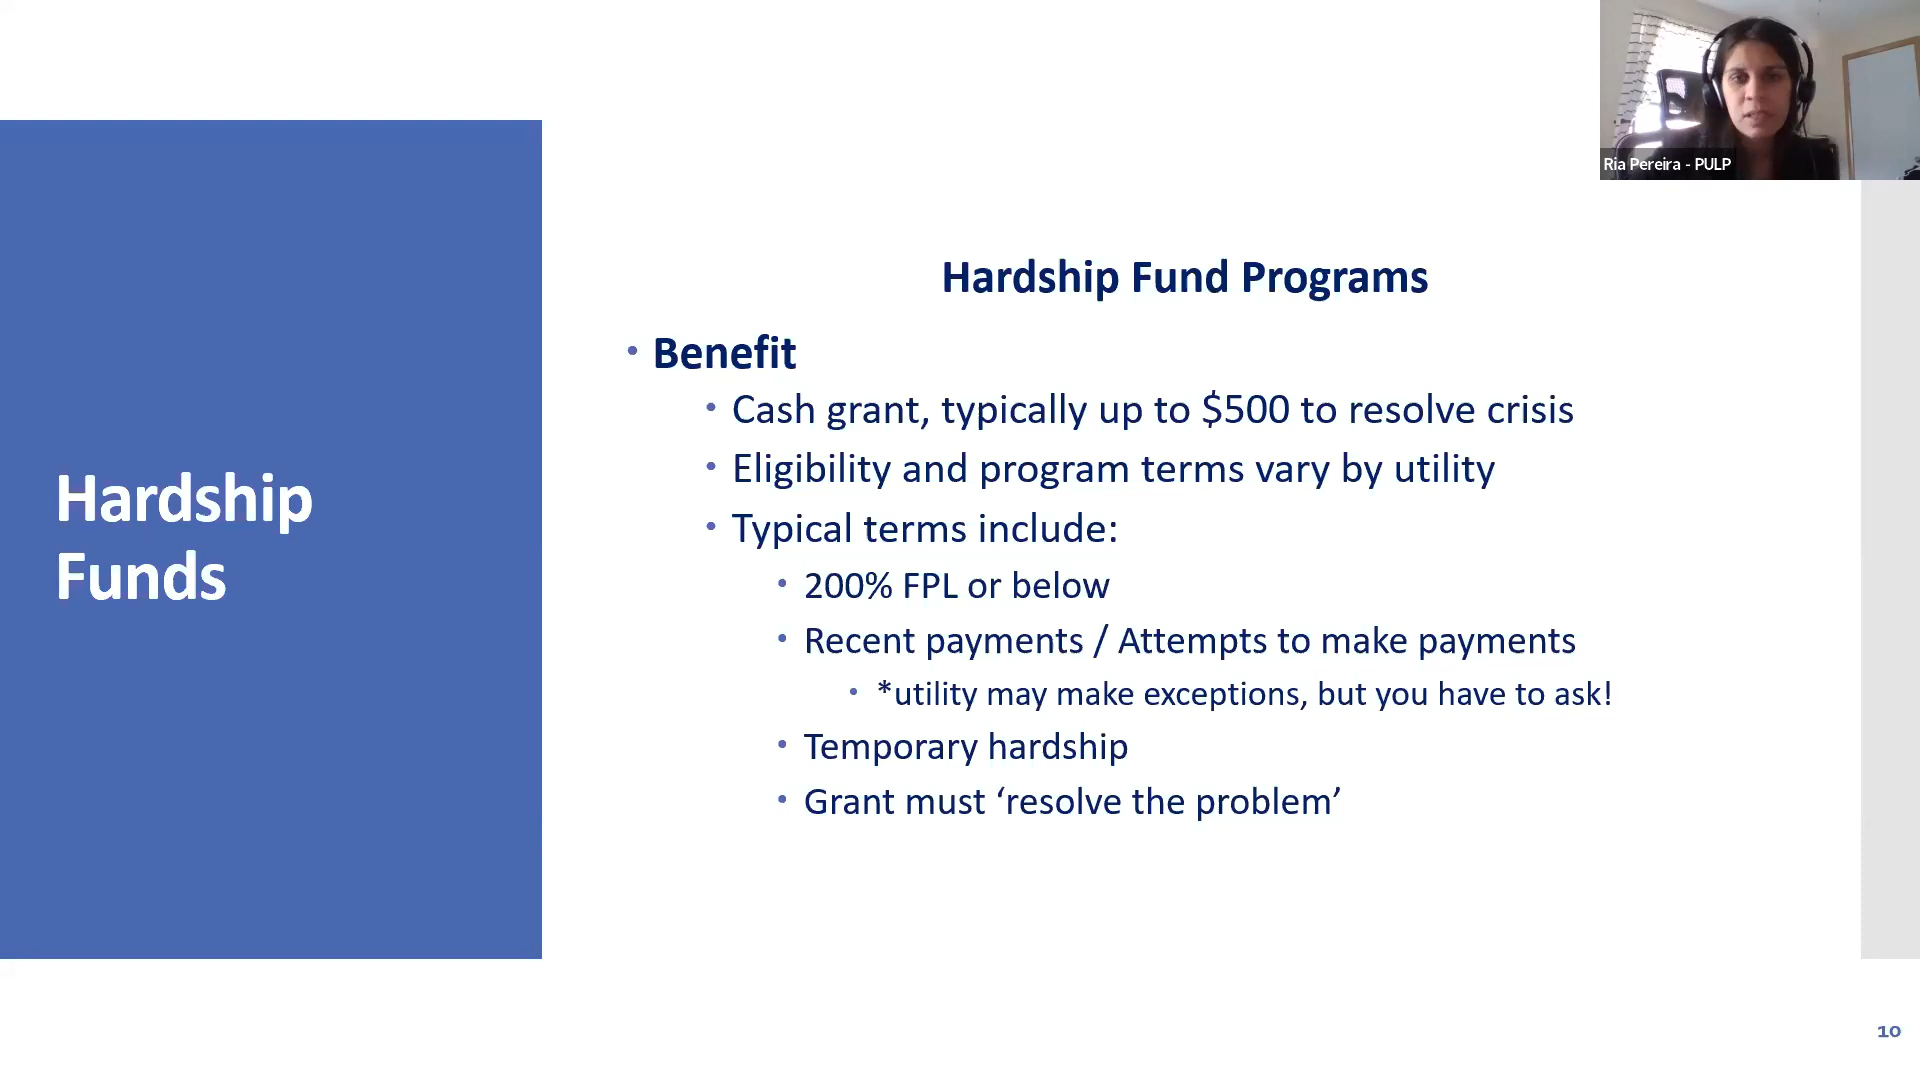 Ria Pereira - PULP
Hardship
Funds
Hardship Fund Programs
• Benefit
• Cash grant, typically up to $500 to resolve crisis
• Eligibility and program terms vary by utility
• Typical terms include:
• 200% FPL or below
• Recent payments / Attempts to make payments
• *utility may make exceptions, but you have to ask!
• Temporary hardship
• Grant must ‘resolve the problem’
10